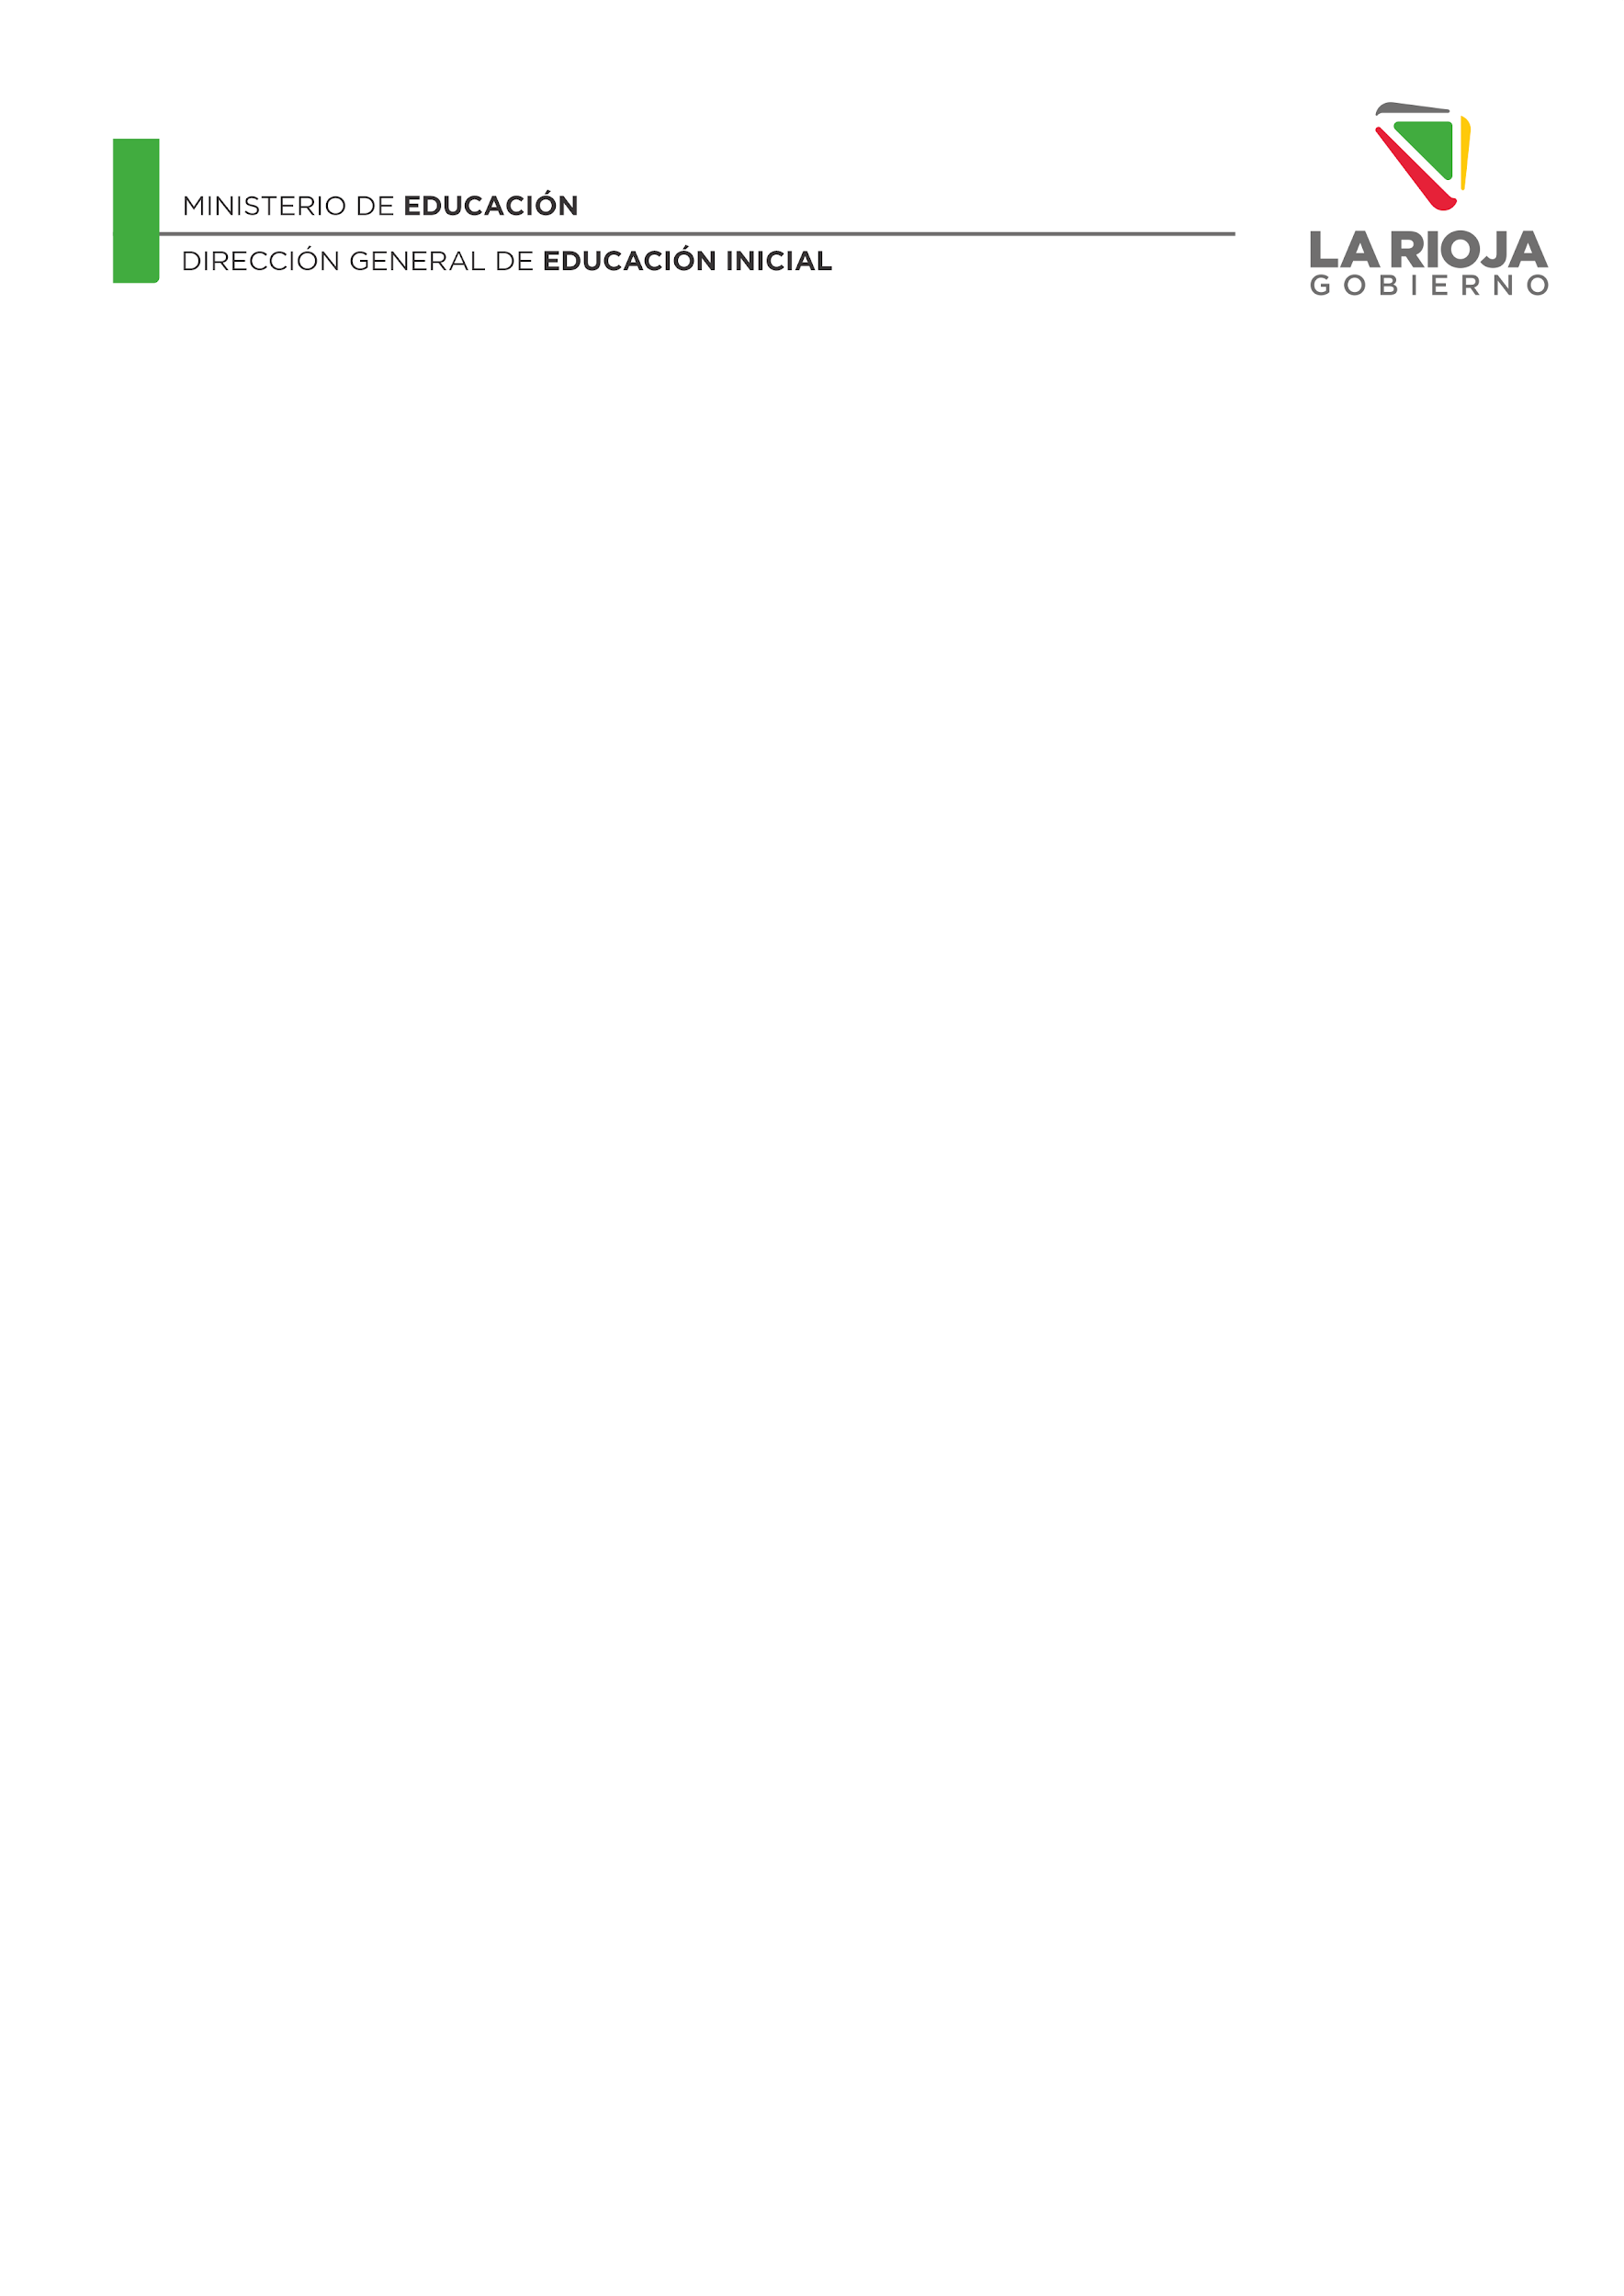 MINISTERIO DE EDUCACIÓN
DIRECCIÓN GENERAL DE EDUCACIÓN INICIAL
LA RIOJA
GOBIERNO